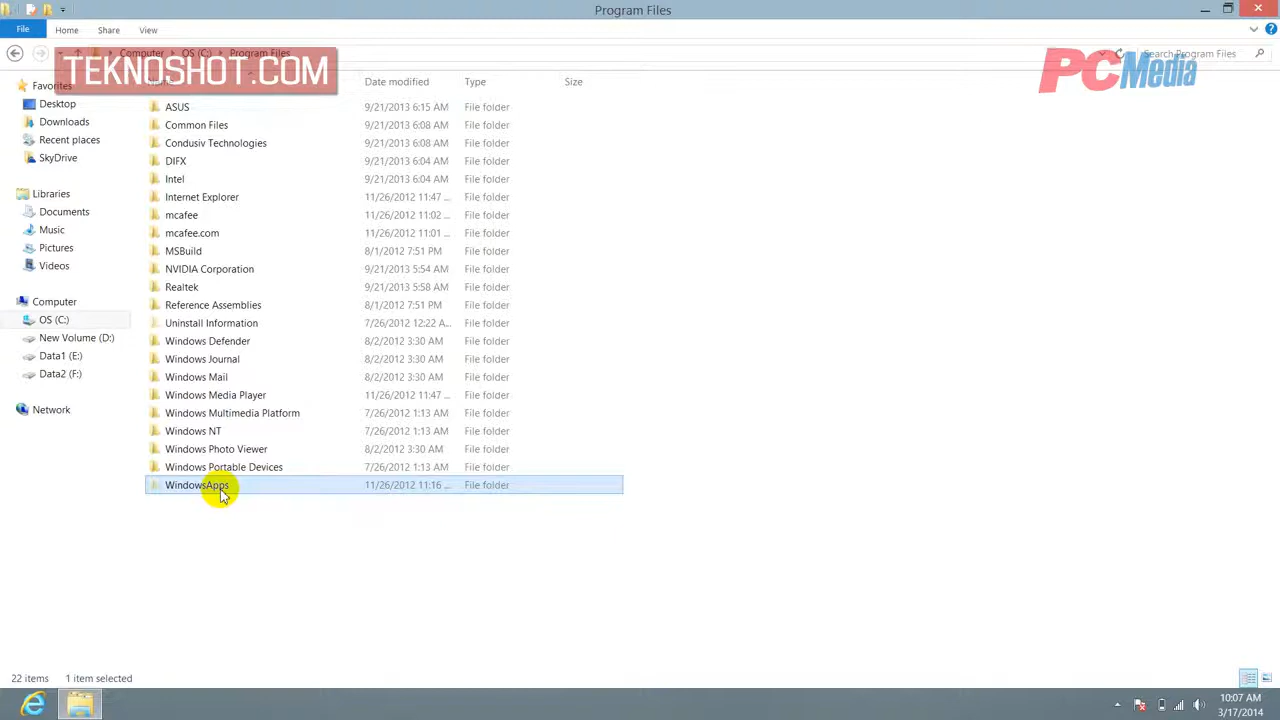 Program Files
File Home Share View
Computer OS (C:) Program Files
Search Program Files
TEKNOSHOT.COM
PCMedia
Date modified Type Size
Favorites
Desktop
Downloads
Recent places
SkyDrive
Libraries
Documents
Music
Pictures
Videos
Computer
OS (C:)
New Volume (D:)
Data1 (E:)
Data2 (F:)
Network
ASUS 9/21/2013 6:15 AM File folder
Common Files 9/21/2013 6:08 AM File folder
Condusiv Technologies 9/21/2013 6:08 AM File folder
DIFX 9/21/2013 6:04 AM File folder
Intel 9/21/2013 6:04 AM File folder
Internet Explorer 11/26/2012 11:47 ... File folder
mcafee 11/26/2012 11:02 ... File folder
mcafee.com 11/26/2012 11:01 ... File folder
MSBuild 8/1/2012 7:51 PM File folder
NVIDIA Corporation 9/21/2013 5:54 AM File folder
Realtek 9/21/2013 5:58 AM File folder
Reference Assemblies 8/1/2012 7:51 PM File folder
Uninstall Information 7/26/2012 12:22 A... File folder
Windows Defender 8/2/2012 3:30 AM File folder
Windows Journal 8/2/2012 3:30 AM File folder
Windows Mail 8/2/2012 3:30 AM File folder
Windows Media Player 11/26/2012 11:47 ... File folder
Windows Multimedia Platform 7/26/2012 1:13 AM File folder
Windows NT 7/26/2012 1:13 AM File folder
Windows Photo Viewer 8/2/2012 3:30 AM File folder
Windows Portable Devices 7/26/2012 1:13 AM File folder
WindowsApps 11/26/2012 11:16 ... File folder
22 items 1 item selected
10:07 AM
3/17/2014